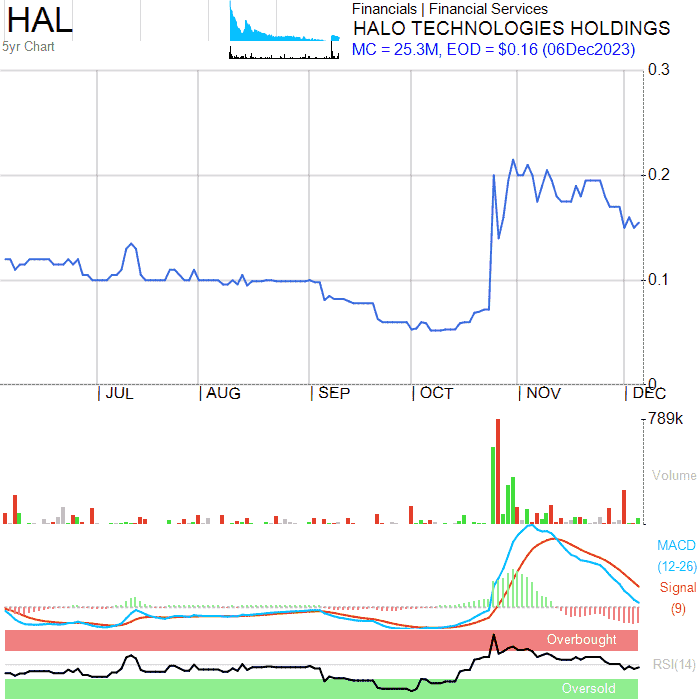 HAL
5yr Chart
Financials | Financial Services
HALO TECHNOLOGIES HOLDINGS
MC = 25.3M, EOD = $0.16 (06Dec2023)
0.3
0.2
0.1
0
| JUL | AUG | SEP | OCT | NOV | DEC
789k
Volume
MACD
(12-26)
Signal
(9)
Overbought
RSI(14)
Oversold